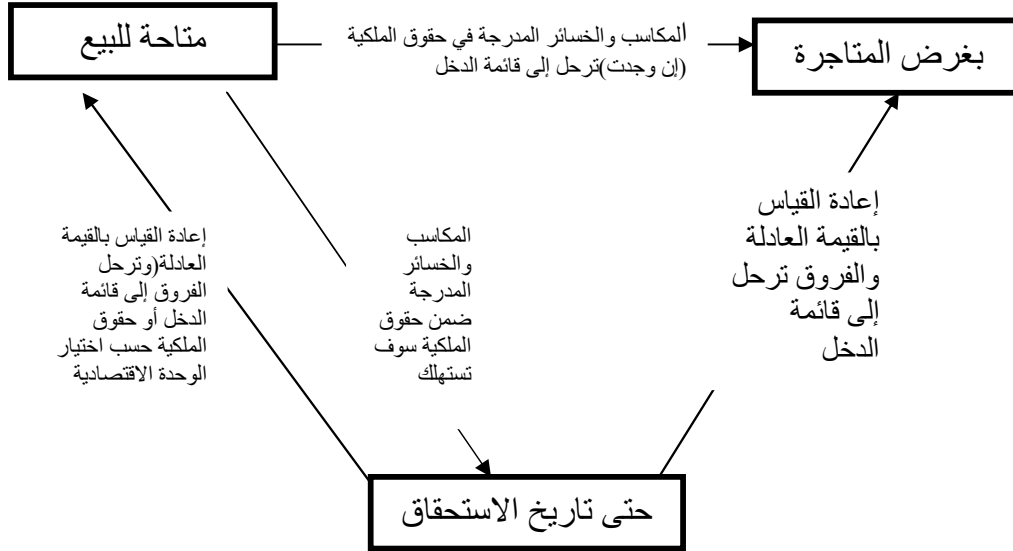 متاحة للبيع
المكاسب والخسائر المدرجة في حقوق الملكية
(إن وجدت)ترحل إلى قائمة الدخل
بغرض المتاجرة
إعادة القياس
بالقيمة العادلة
والفروق ترحل
إلى قائمة
الدخل
المكاسب
والخسائر
المدرجة
ضمن حقوق
الملكية سوف
تستهلك
إعادة القياس بالقيمة
العادلة(وترحل
الفروق إلى قائمة
الدخل أو حقوق
الملكية حسب اختيار
الوحدة الاقتصادية
حتى تاريخ الاستحقاق